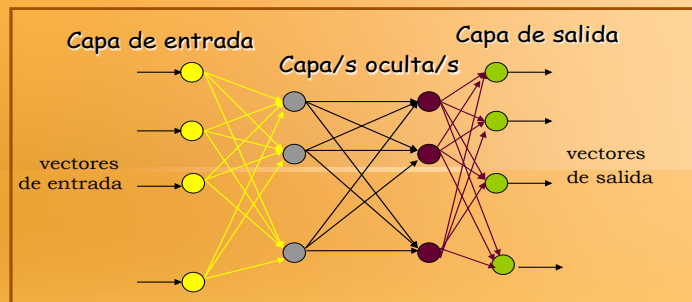 Capa de entrada
Capa/s oculta/s
Capa de salida
vectores
de entrada
vectores
de salida